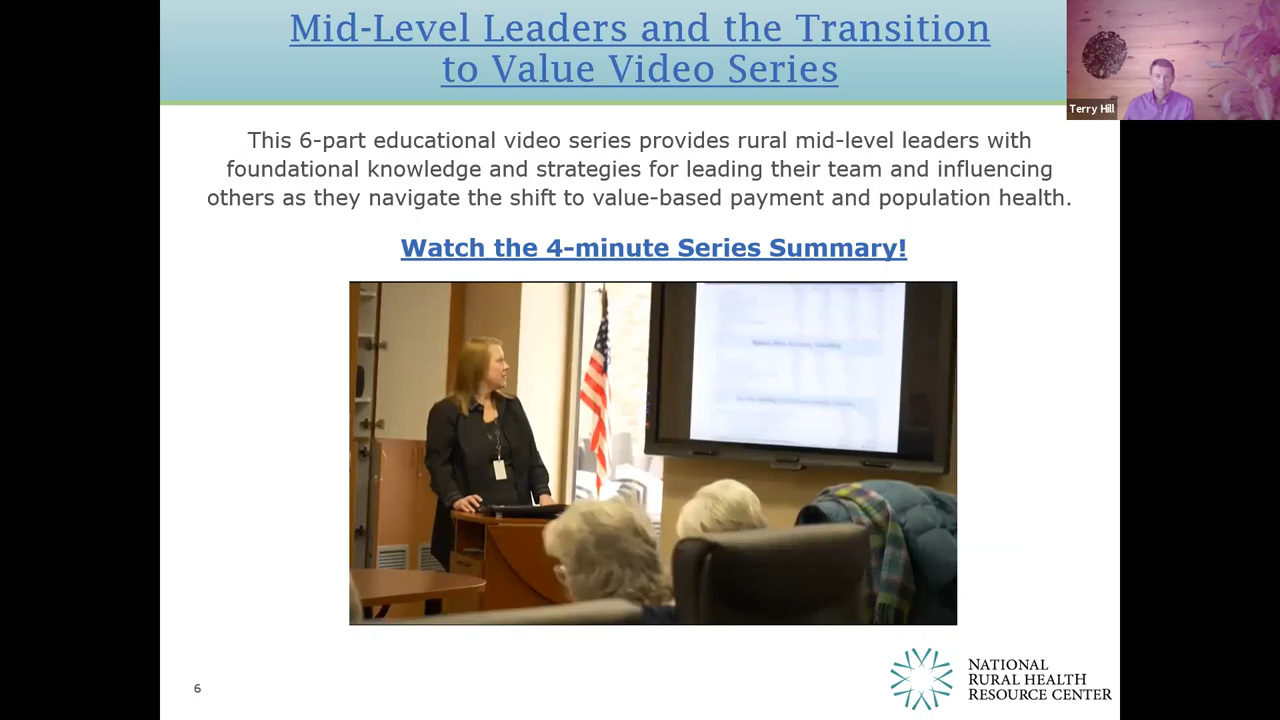 Mid-Level Leaders and the Transition
to Value Video Series
Terry Hill
This 6-part educational video series provides rural mid-level leaders with
foundational knowledge and strategies for leading their team and influencing
others as they navigate the shift to value-based payment and population health.
Watch the 4-minute Series Summary!
6
NATIONAL
RURAL HEALTH
RESOURCE CENTER